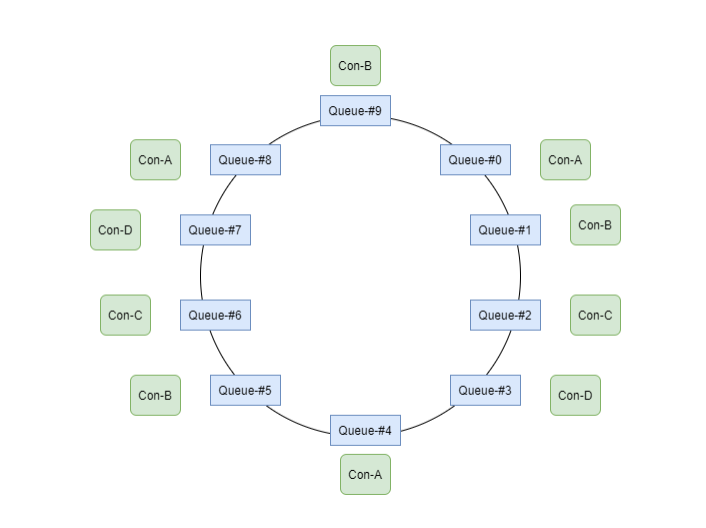 Con-B
Queue-#9
Con-A
Queue-#8
Queue-#0
Con-A
Con-D
Queue-#7
Queue-#1
Con-B
Con-C
Queue-#6
Queue-#2
Con-C
Con-B
Queue-#5
Queue-#3
Con-D
Queue-#4
Con-A